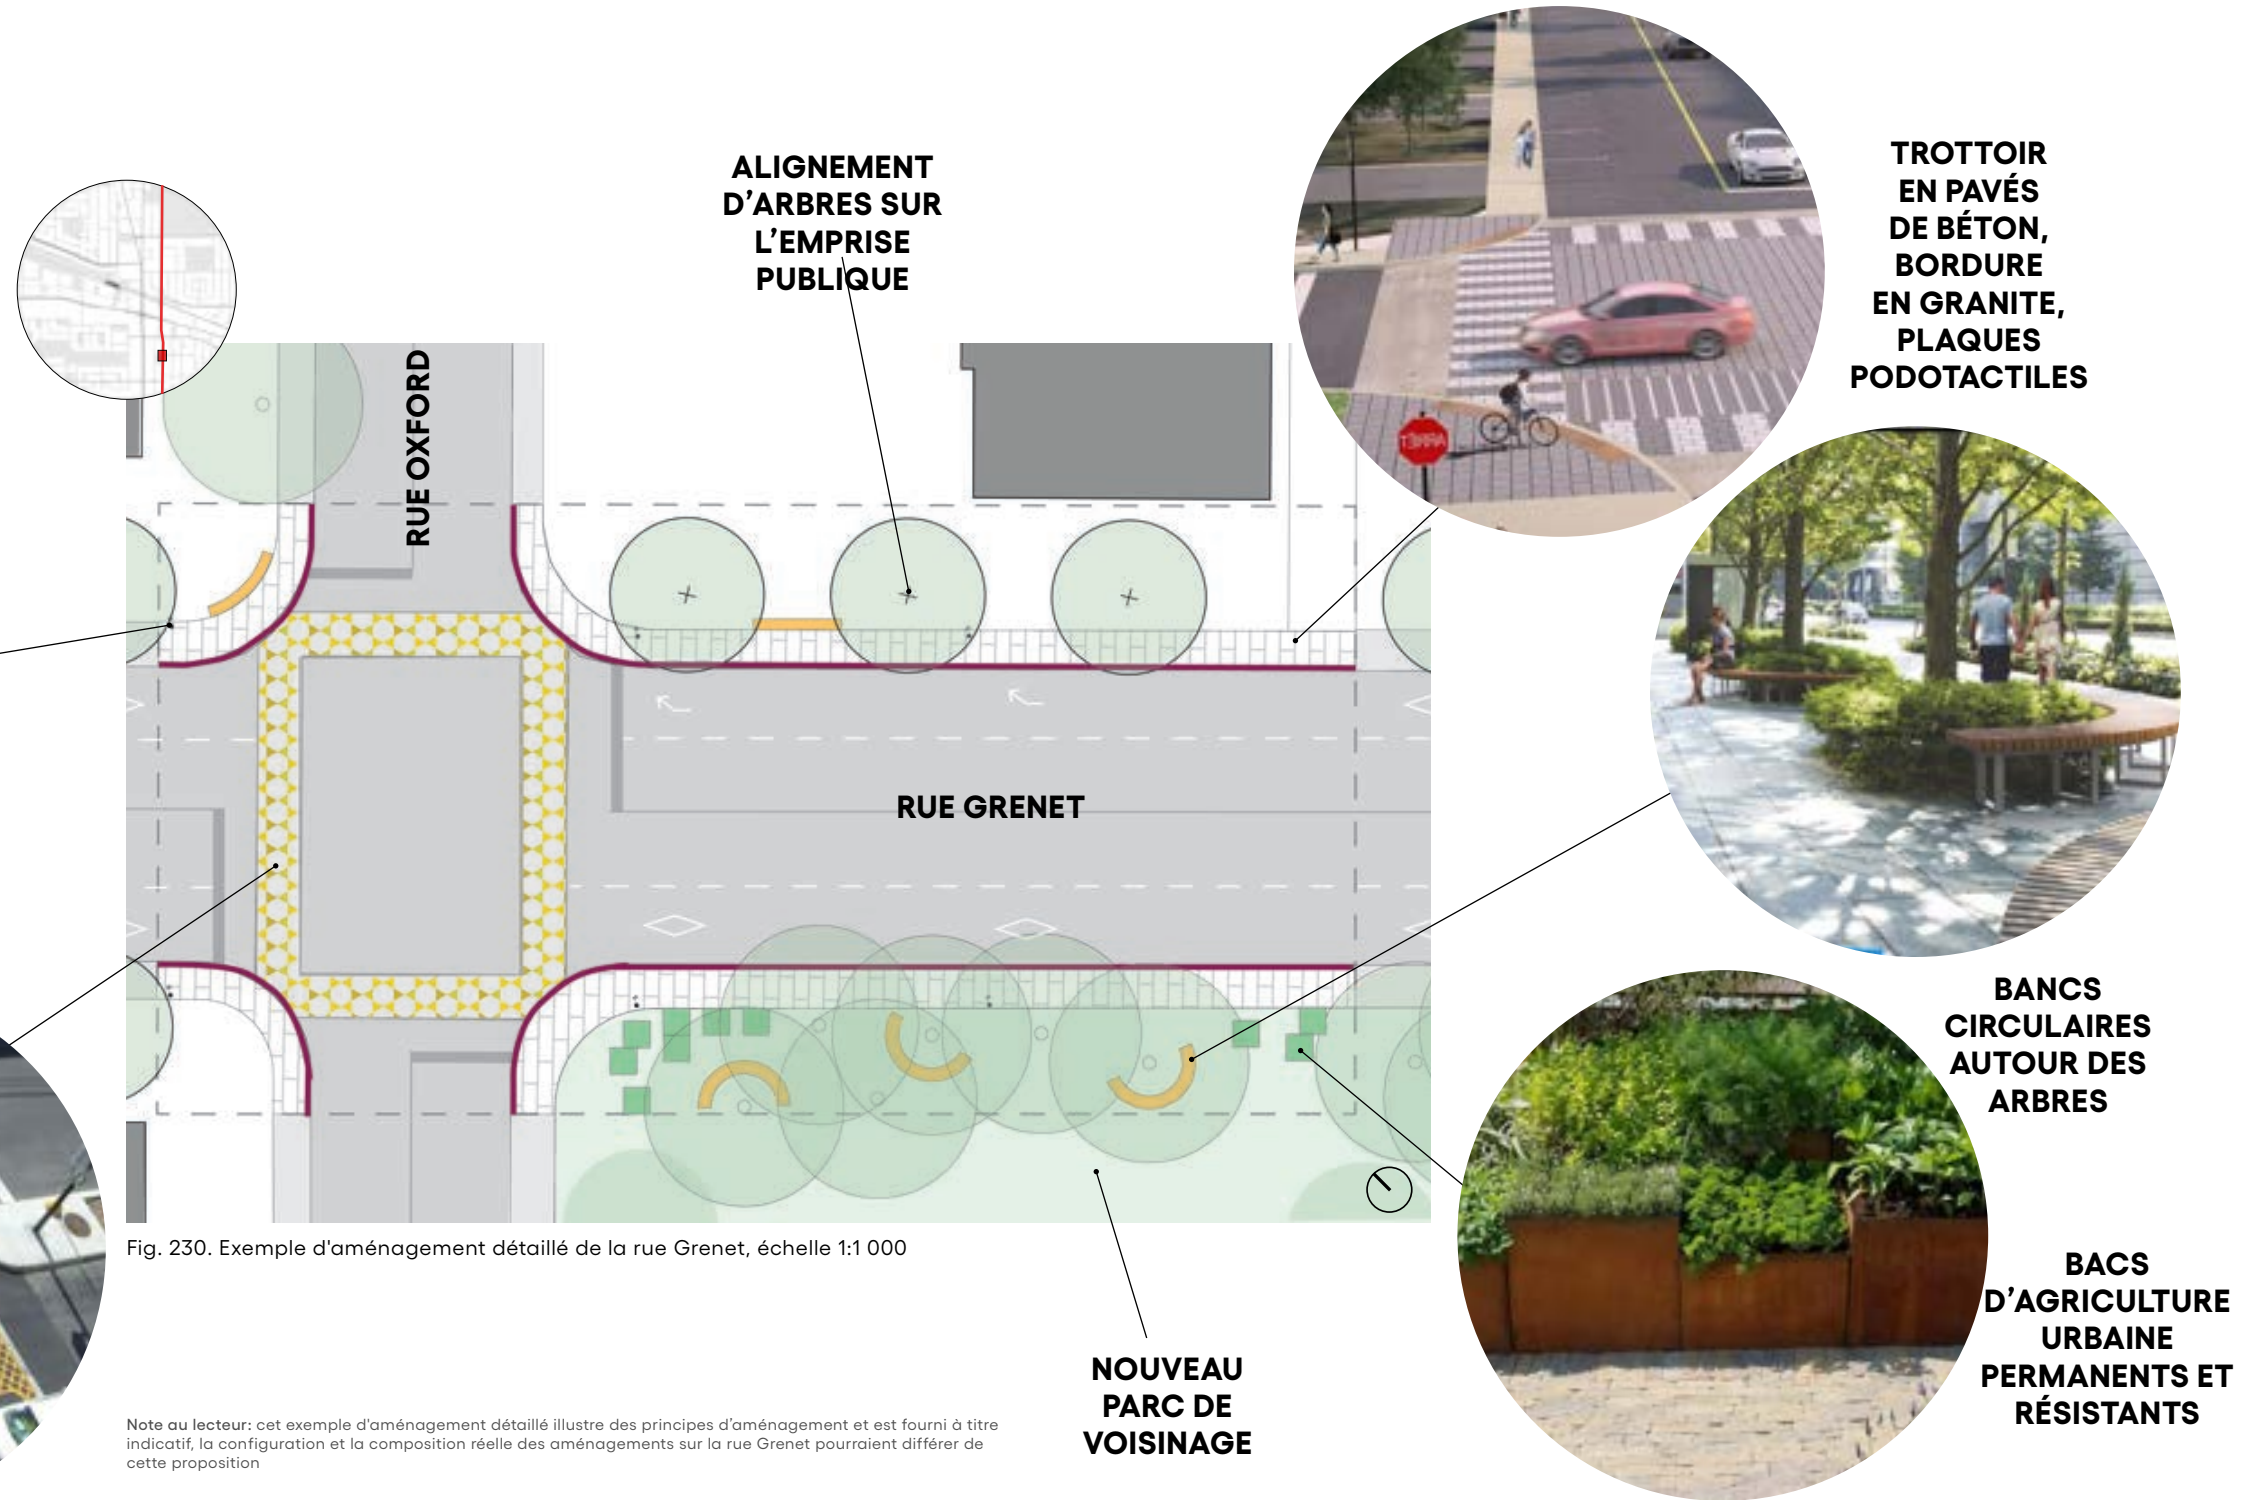 ALIGNEMENT
D’ARBRES SUR
L’EMPRISE
PUBLIQUE
TROTTOIR
EN PAVÉS
DE BÉTON,
BORDURE
EN GRANITE,
PLAQUES
PODOTACTILES
RUE OXFORD
RUE GRENET
BANCS
CIRCULAIRES
AUTOUR DES
ARBRES
BACS
D’AGRICULTURE
URBAINE
PERMANENTS ET
RÉSISTANTS
NOUVEAU
PARC DE
VOISINAGE
Fig. 230. Exemple d'aménagement détaillé de la rue Grenet, échelle 1:1 000
Note au lecteur: cet exemple d'aménagement détaillé illustre des principes d’aménagement et est fourni à titre
indicatif, la configuration et la composition réelle des aménagements sur la rue Grenet pourraient différer de
cette proposition